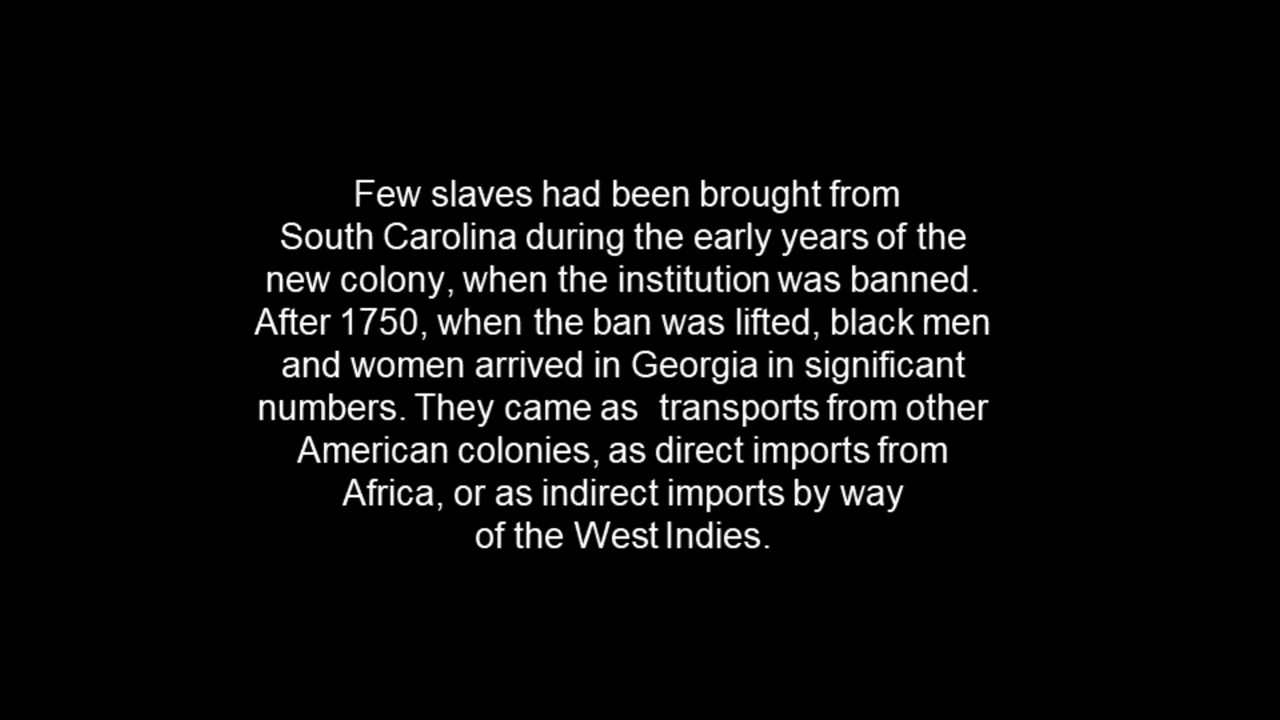 Few slaves had been brought from
South Carolina during the early years of the
new colony, when the institution was banned.
After 1750, when the ban was lifted, black men
and women arrived in Georgia in significant
numbers. They came as  transports from other
American colonies, as direct imports from
Africa, or as indirect imports by way
of the West Indies.